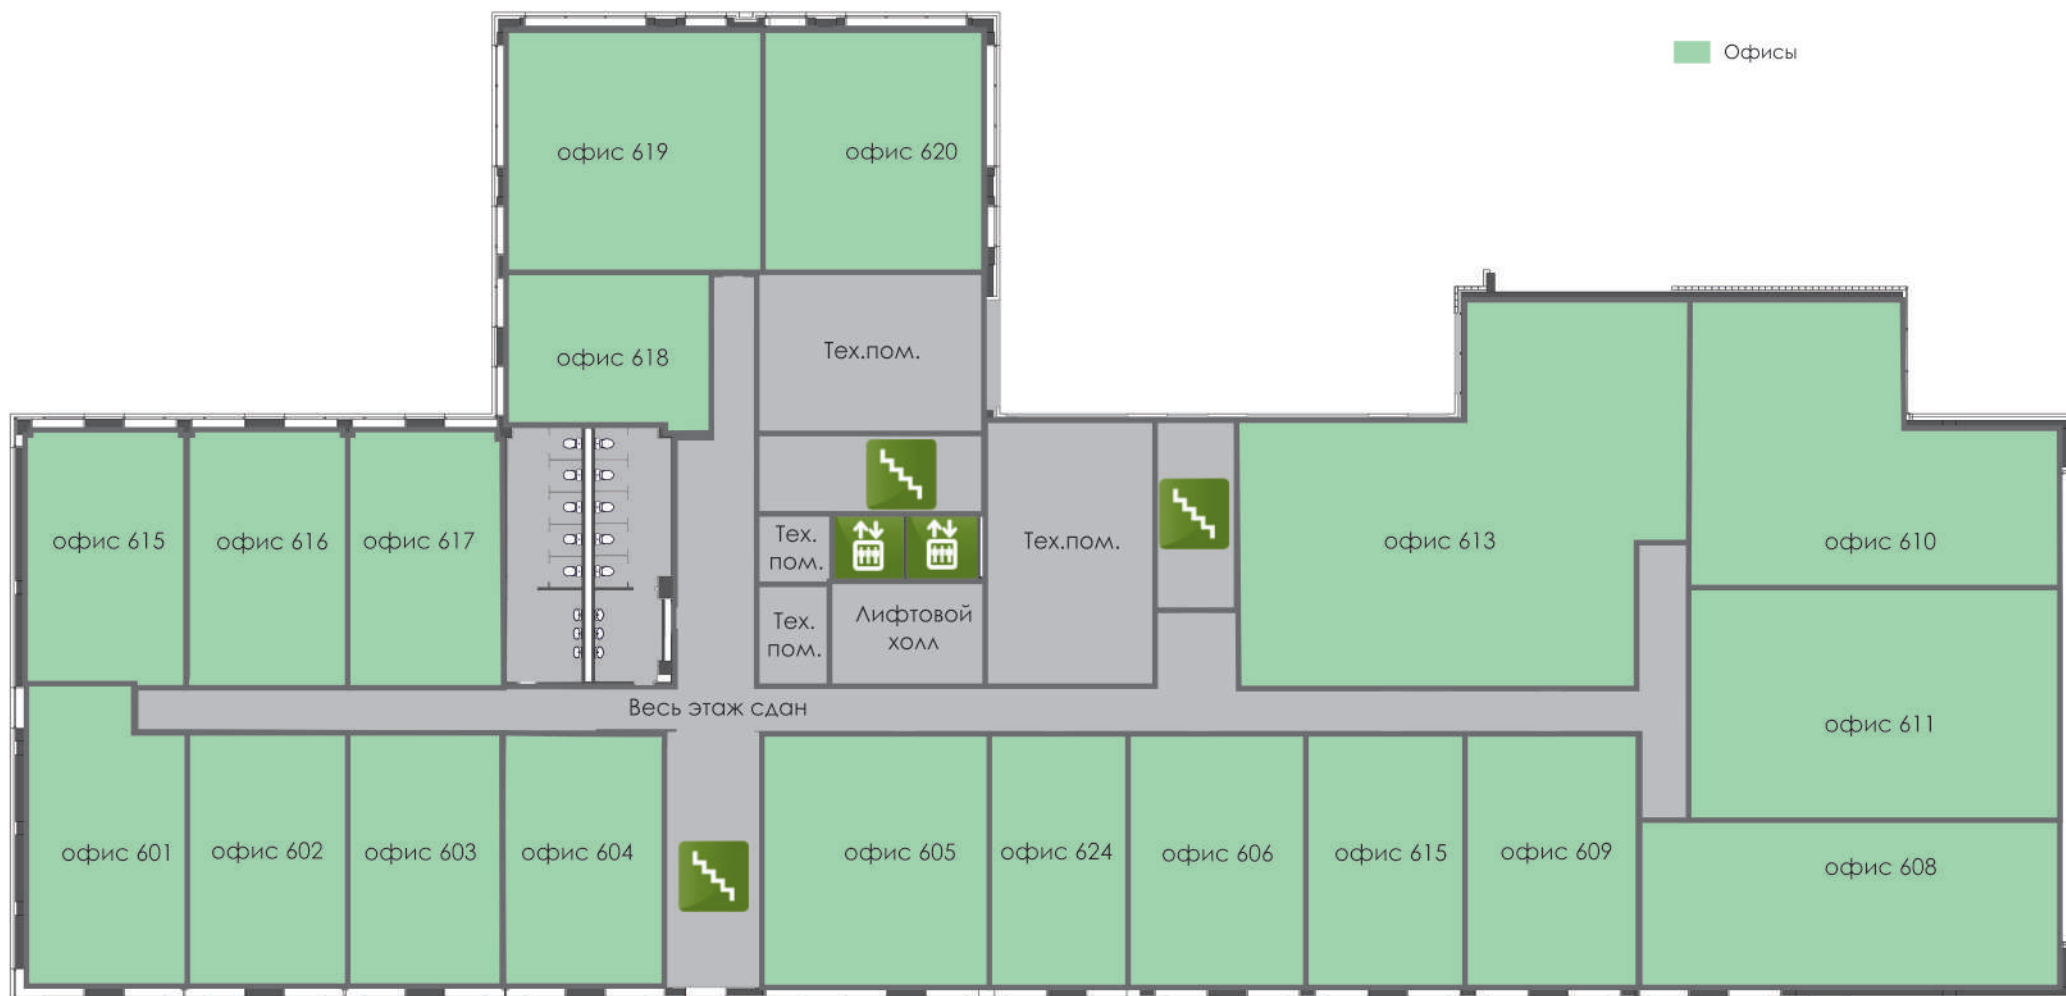 Офисы
офис 619
офис 620
офис 618
Тех.пом.
офис 615
офис 616
офис 617
Тех.
пом.
Тех.пом.
офис 613
офис 610
Тех.
пом.
Лифтовой
холл
Весь этаж сдан
офис 611
офис 601
офис 602
офис 603
офис 604
офис 605
офис 624
офис 606
офис 615
офис 609
офис 608